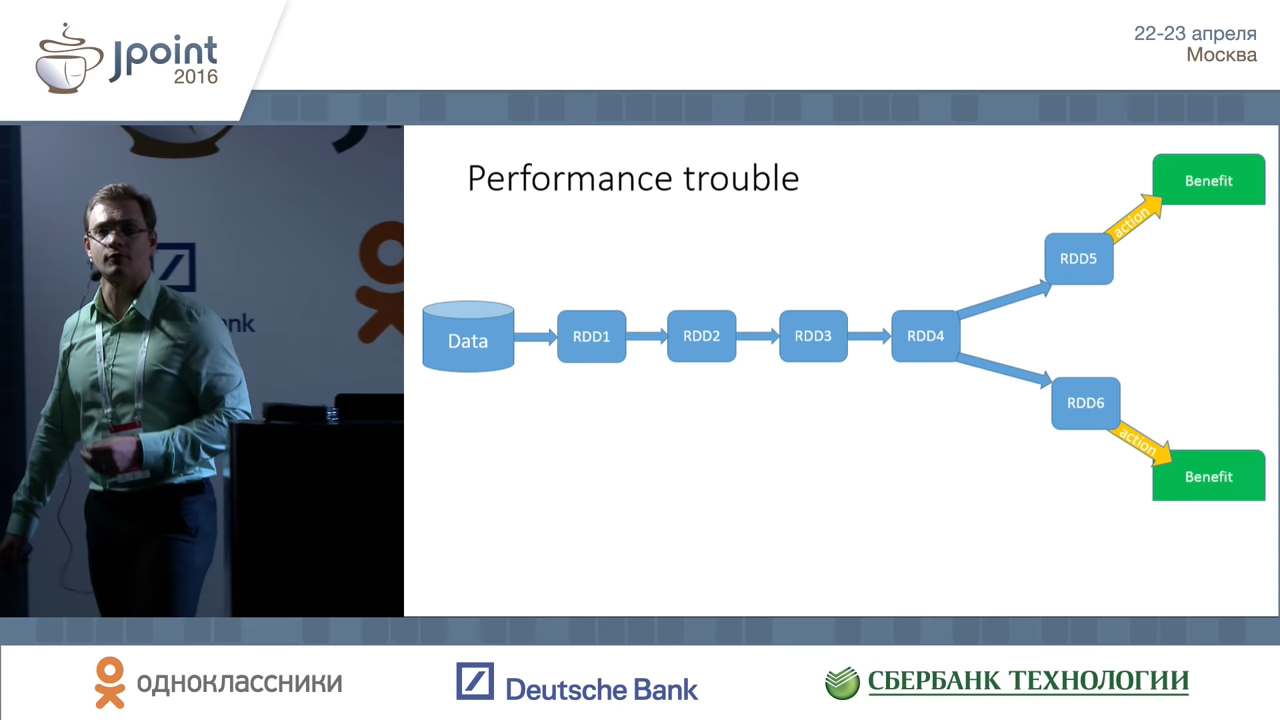 Jpoint
2016
22-23 апреля
Москва
nk
Performance trouble
Data
RDD1
RDD2
RDD3
RDD4
RDD5
RDD6
action
Benefit
action
Benefit
одноклассники
Deutsche Bank
СБЕРБАНК ТЕХНОЛОГИИ